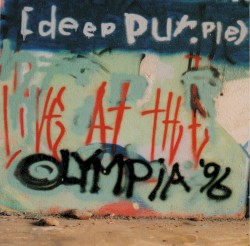 [deep purple)
LiVE AT THE
OLYMPiA '96